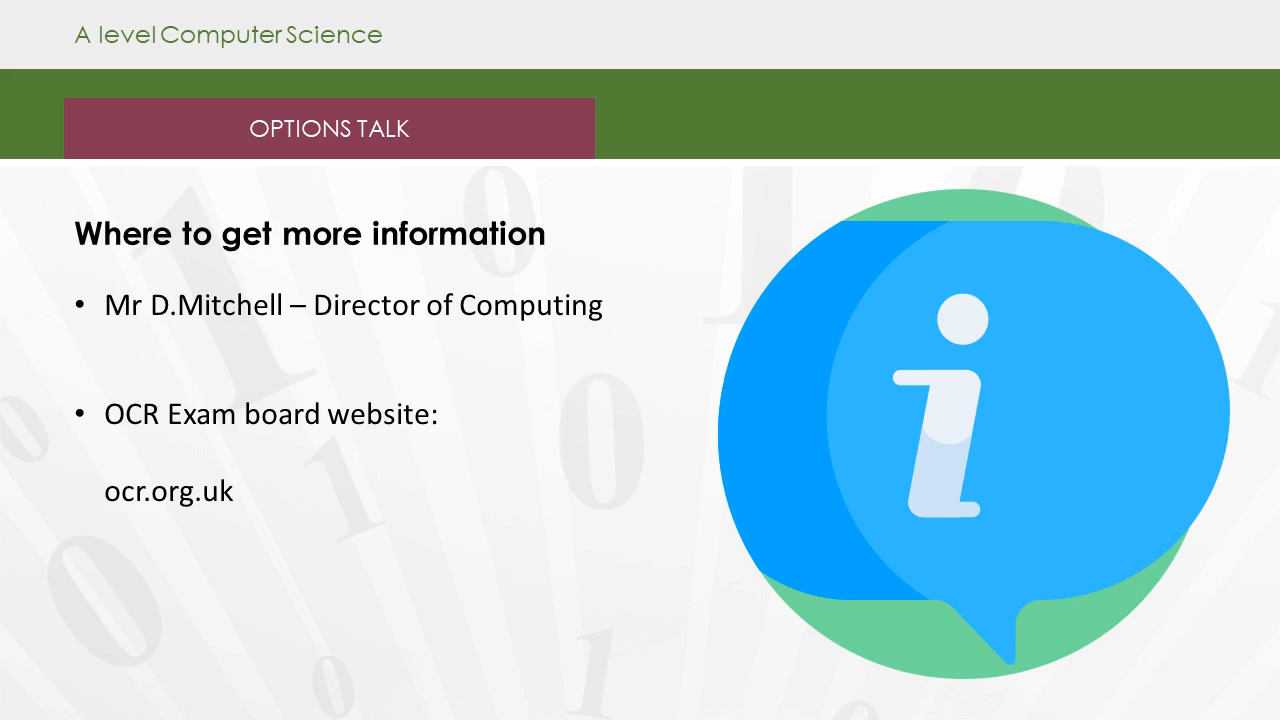 A level Computer Science
OPTIONS TALK
Where to get more information
• Mr D.Mitchell – Director of Computing
• OCR Exam board website:
ocr.org.uk